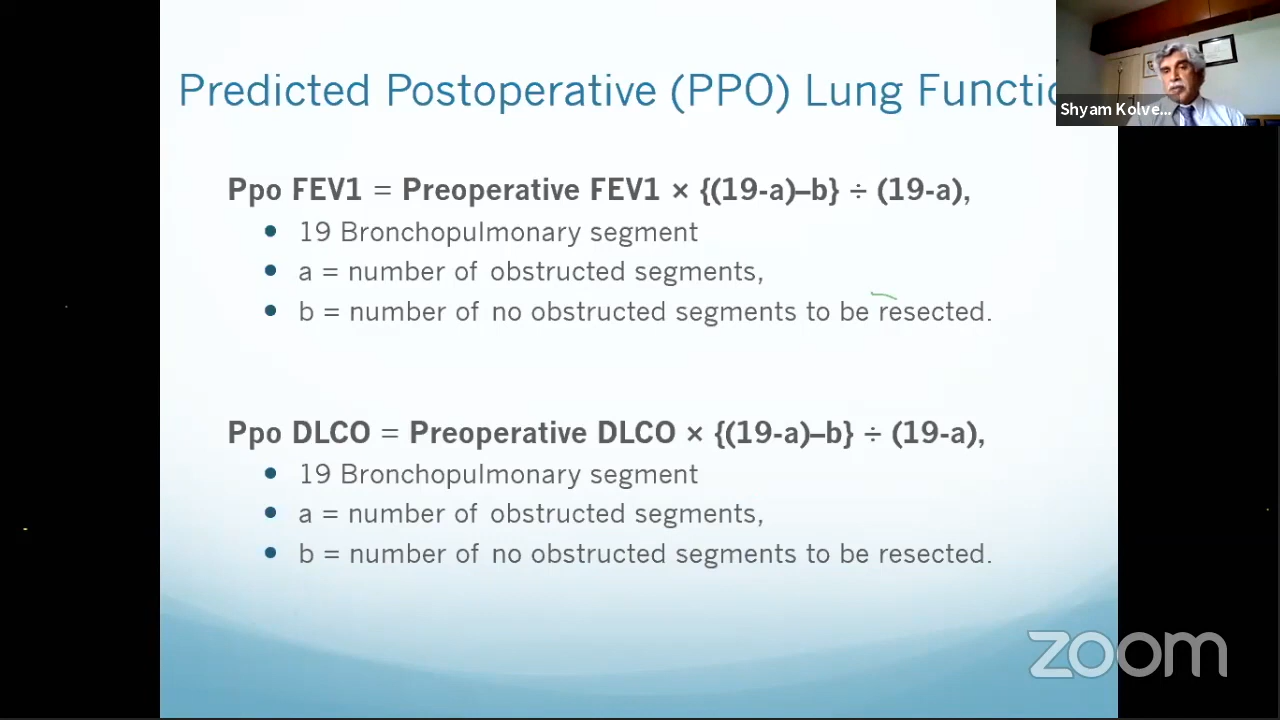 Predicted Postoperative (PPO) Lung Functio
Shyam Kolve...
Ppo FEV1 = Preoperative FEV1 × {(19-a)–b} ÷ (19-a),
• 19 Bronchopulmonary segment
• a = number of obstructed segments,
• b = number of no obstructed segments to be resected.
Ppo DLCO = Preoperative DLCO × {(19-a)–b} ÷ (19-a),
• 19 Bronchopulmonary segment
• a = number of obstructed segments,
• b = number of no obstructed segments to be resected.
zoom